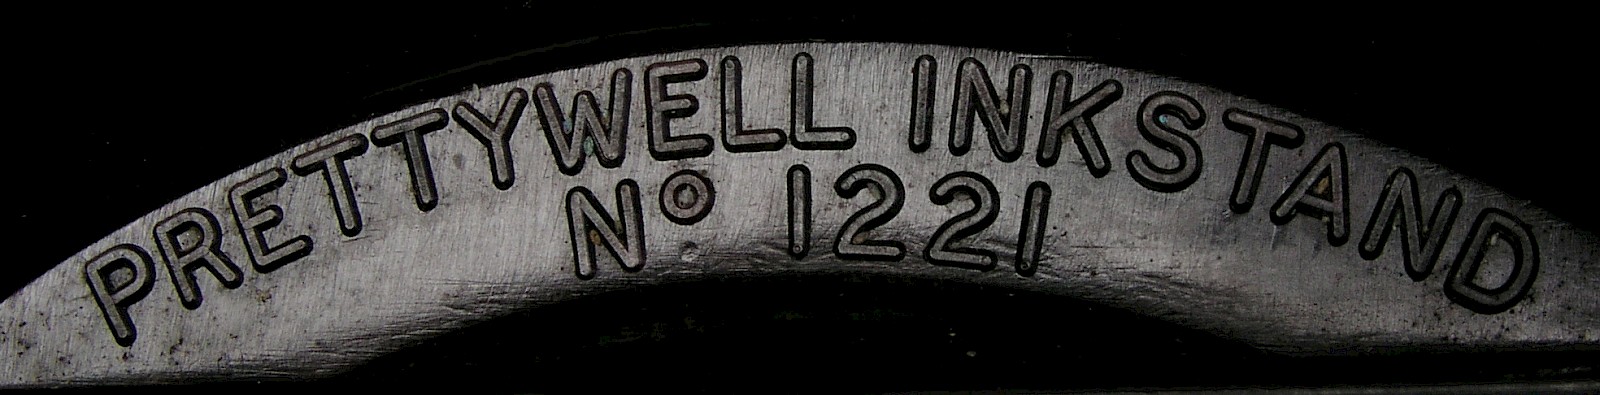 PRETTYWELL INKSTAND
Nº 1221